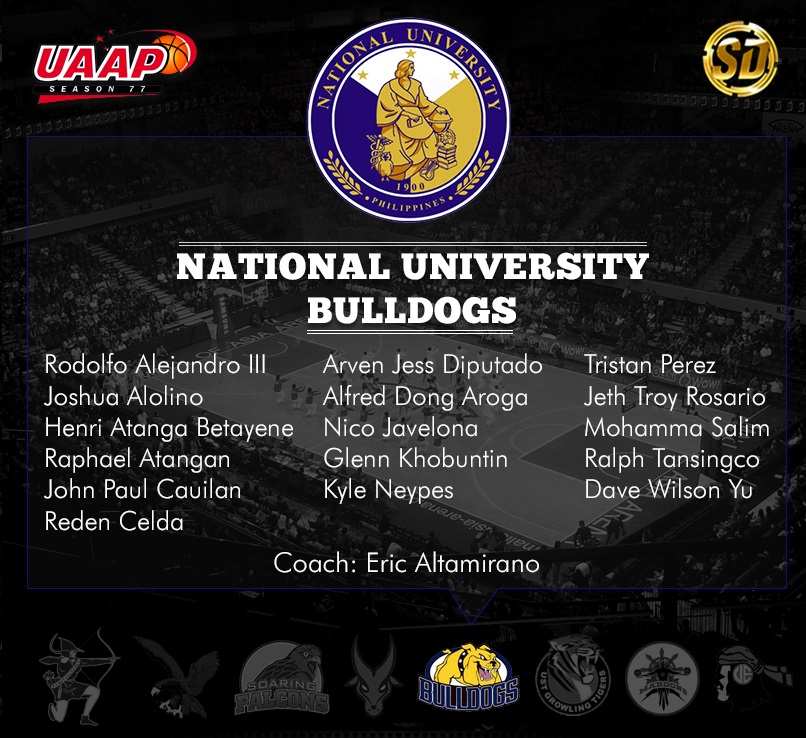 UAAP
SEASON 77
SD
NATIONAL UNIVERSITY
1900
PHILIPPINES
NATIONAL UNIVERSITY
BULLDOGS
Rodolfo Alejandro III
Joshua Alolino
Henri Atanga Betayene
Raphael Atangan
John Paul Cauilan
Reden Celda
Arven Jess Diputado
Alfred Dong Aroga
Nico Javelona
Glenn Khobuntin
Kyle Neypes
Tristan Perez
Jeth Troy Rosario
Mohamma Salim
Ralph Tansingco
Dave Wilson Yu
Coach: Eric Altamirano
SOARING
FALCONS
BULLDOGS
UST GROWLING TIGERS
MAROONS
UE